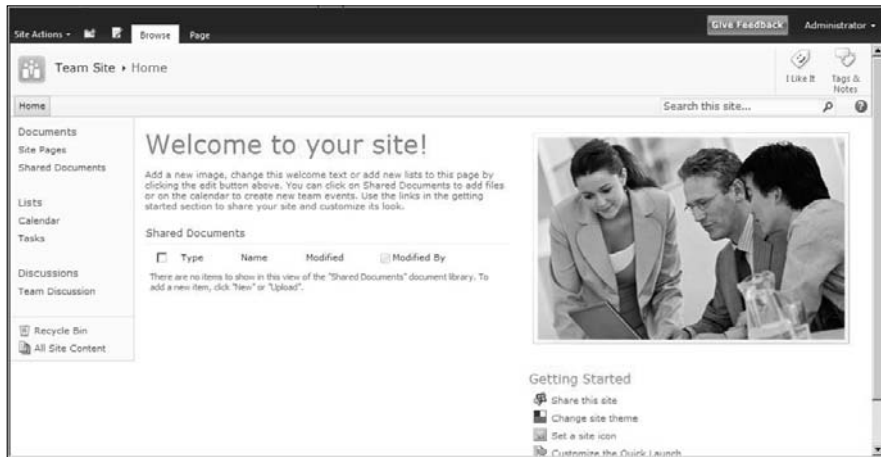 Give Feedback
Administrator
Site Actions
Browse
Page
Team Site ▸ Home
I Like It
Tags &
Notes
Home
Search this site...
Documents
Site Pages
Shared Documents
Lists
Calendar
Tasks
Discussions
Team Discussion
Recycle Bin
All Site Content
Welcome to your site!
Add a new image, change this welcome text or add new lists to this page by
clicking the edit button above. You can click on Shared Documents to add files
or on the calendar to create new team events. Use the links in the getting
started section to share your site and customize its look.
Shared Documents
Type Name Modified Modified By
There are no items to show in this view of the "Shared Documents" document library. To
add a new item, click "New" or "Upload".
Getting Started
Share this site
Change site theme
Set a site icon
Customize the Quick Launch